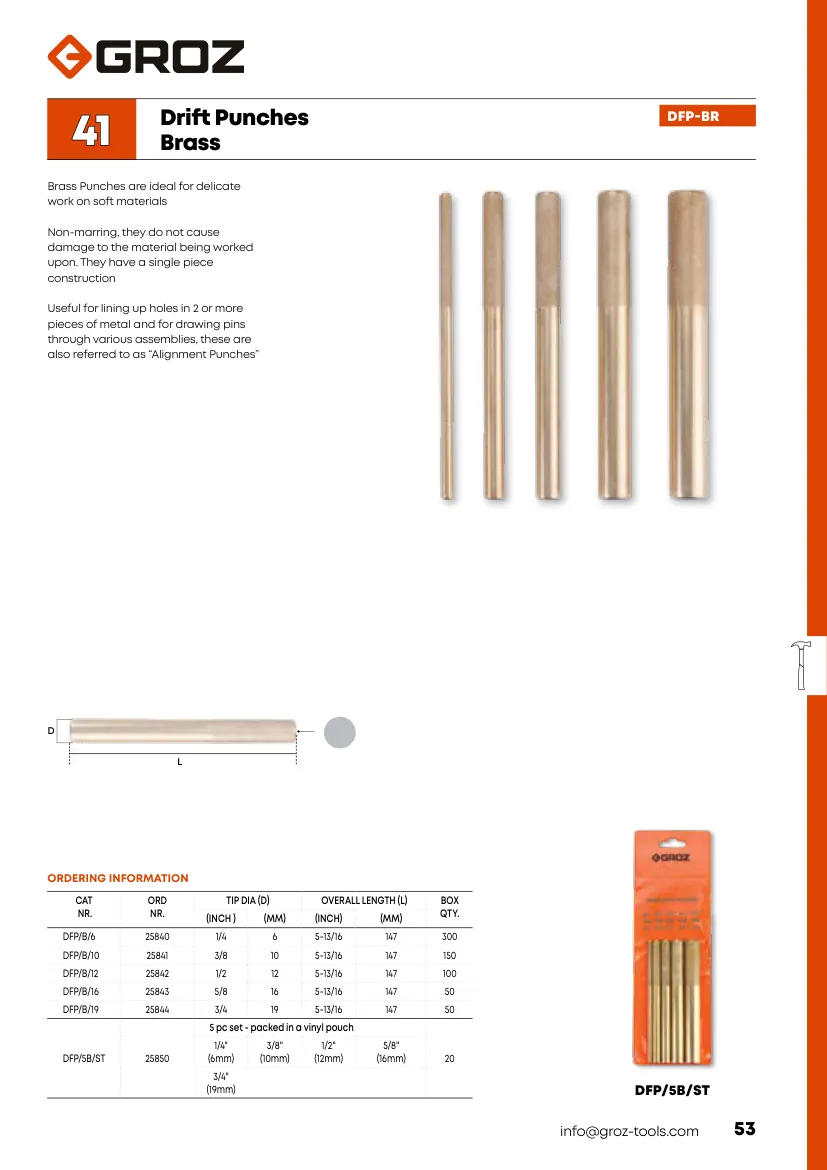 GROZ
41
Drift Punches
Brass
DFP-BR
Brass Punches are ideal for delicate
work on soft materials
Non-marring, they do not cause
damage to the material being worked
upon. They have a single piece
construction
Useful for lining up holes in 2 or more
pieces of metal and for drawing pins
through various assemblies, these are
also referred to as “Alignment Punches”
D
L
GROZ
ORDERING INFORMATION
CAT NR. ORD NR. TIP DIA (D) OVERALL LENGTH (L) BOX QTY.
(INCH ) (MM) (INCH) (MM)
DFP/B/6 25840 1/4 6 5-13/16 147 300
DFP/B/10 25841 3/8 10 5-13/16 147 150
DFP/B/12 25842 1/2 12 5-13/16 147 100
DFP/B/16 25843 5/8 16 5-13/16 147 50
DFP/B/19 25844 3/4 19 5-13/16 147 50
5 pc set - packed in a vinyl pouch
1/4" 3/8" 1/2" 5/8"
DFP/5B/ST 25850 (6mm) (10mm) (12mm) (16mm) 20
3/4"
(19mm)
DFP/5B/ST
info@groz-tools.com 53